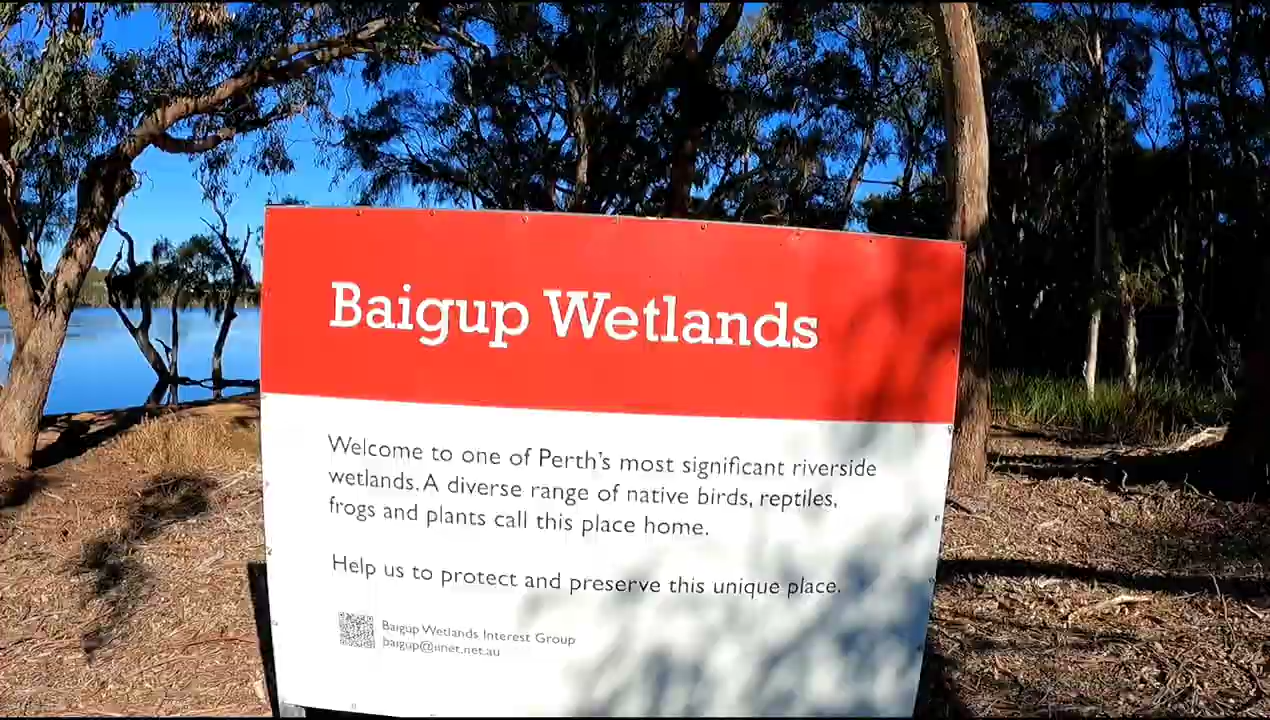 Baigup Wetlands
Welcome to one of Perth's most significant riverside
wetlands. A diverse range of native birds, reptiles,
frogs and plants call this place home.
Help us to protect and preserve this unique place.
Baigup Wetlands Interest Group
baigup@iinet.net.au